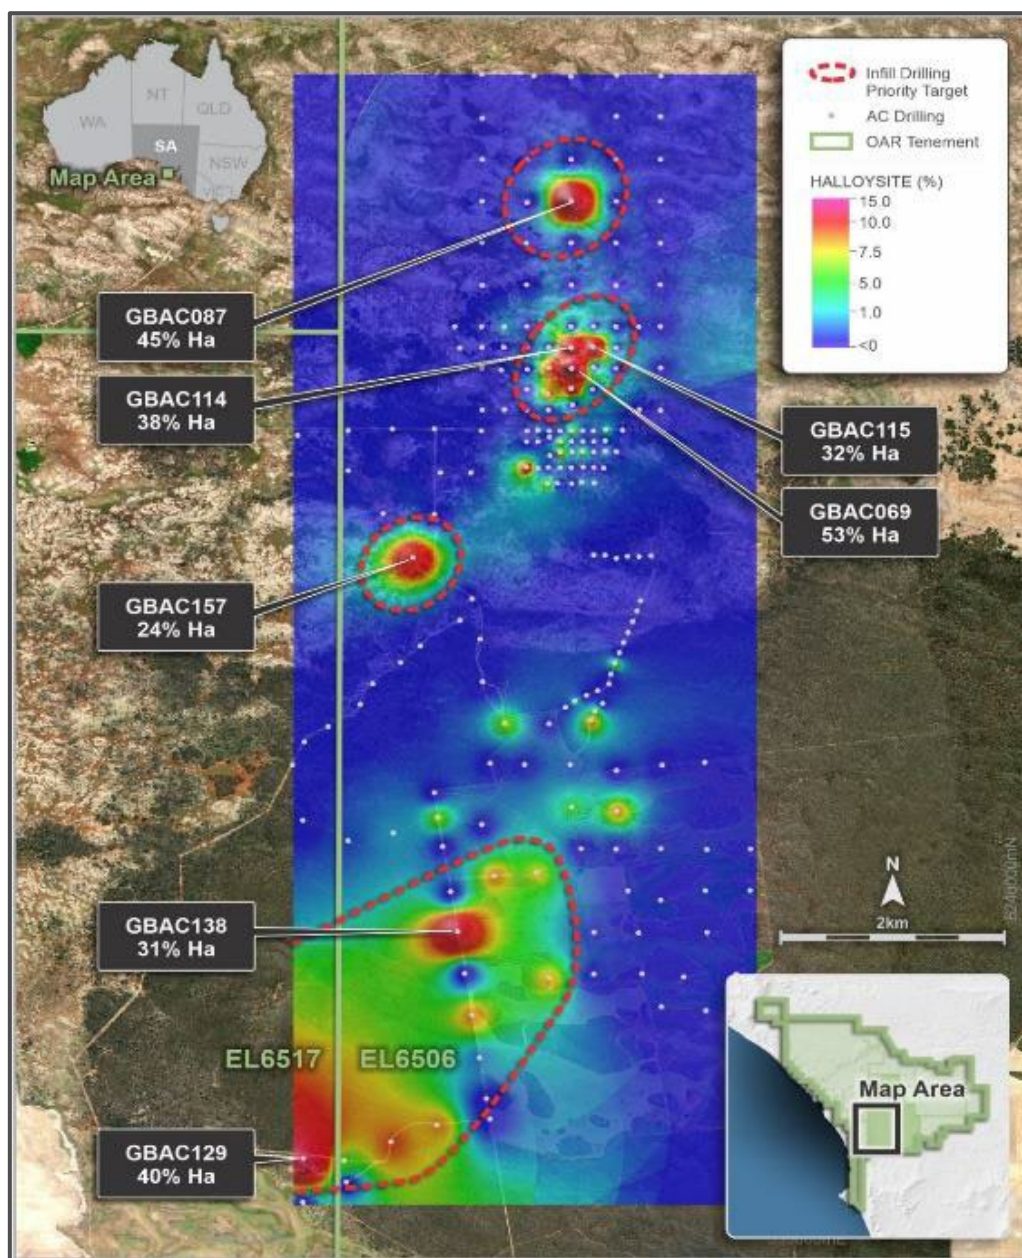 WA
NT
QLD
SA
NSW
VIC
Map Area
Infill Drilling
Priority Target
AC Drilling
OAR Tenement
HALLOYSITE (%)
15.0
10.0
7.5
5.0
1.0
<0
GBAC087
45% Ha
GBAC114
38% Ha
GBAC115
32% Ha
GBAC069
53% Ha
GBAC157
24% Ha
GBAC138
31% Ha
N
2km
EL6517
EL6506
Map Area
GBAC129
40% Ha